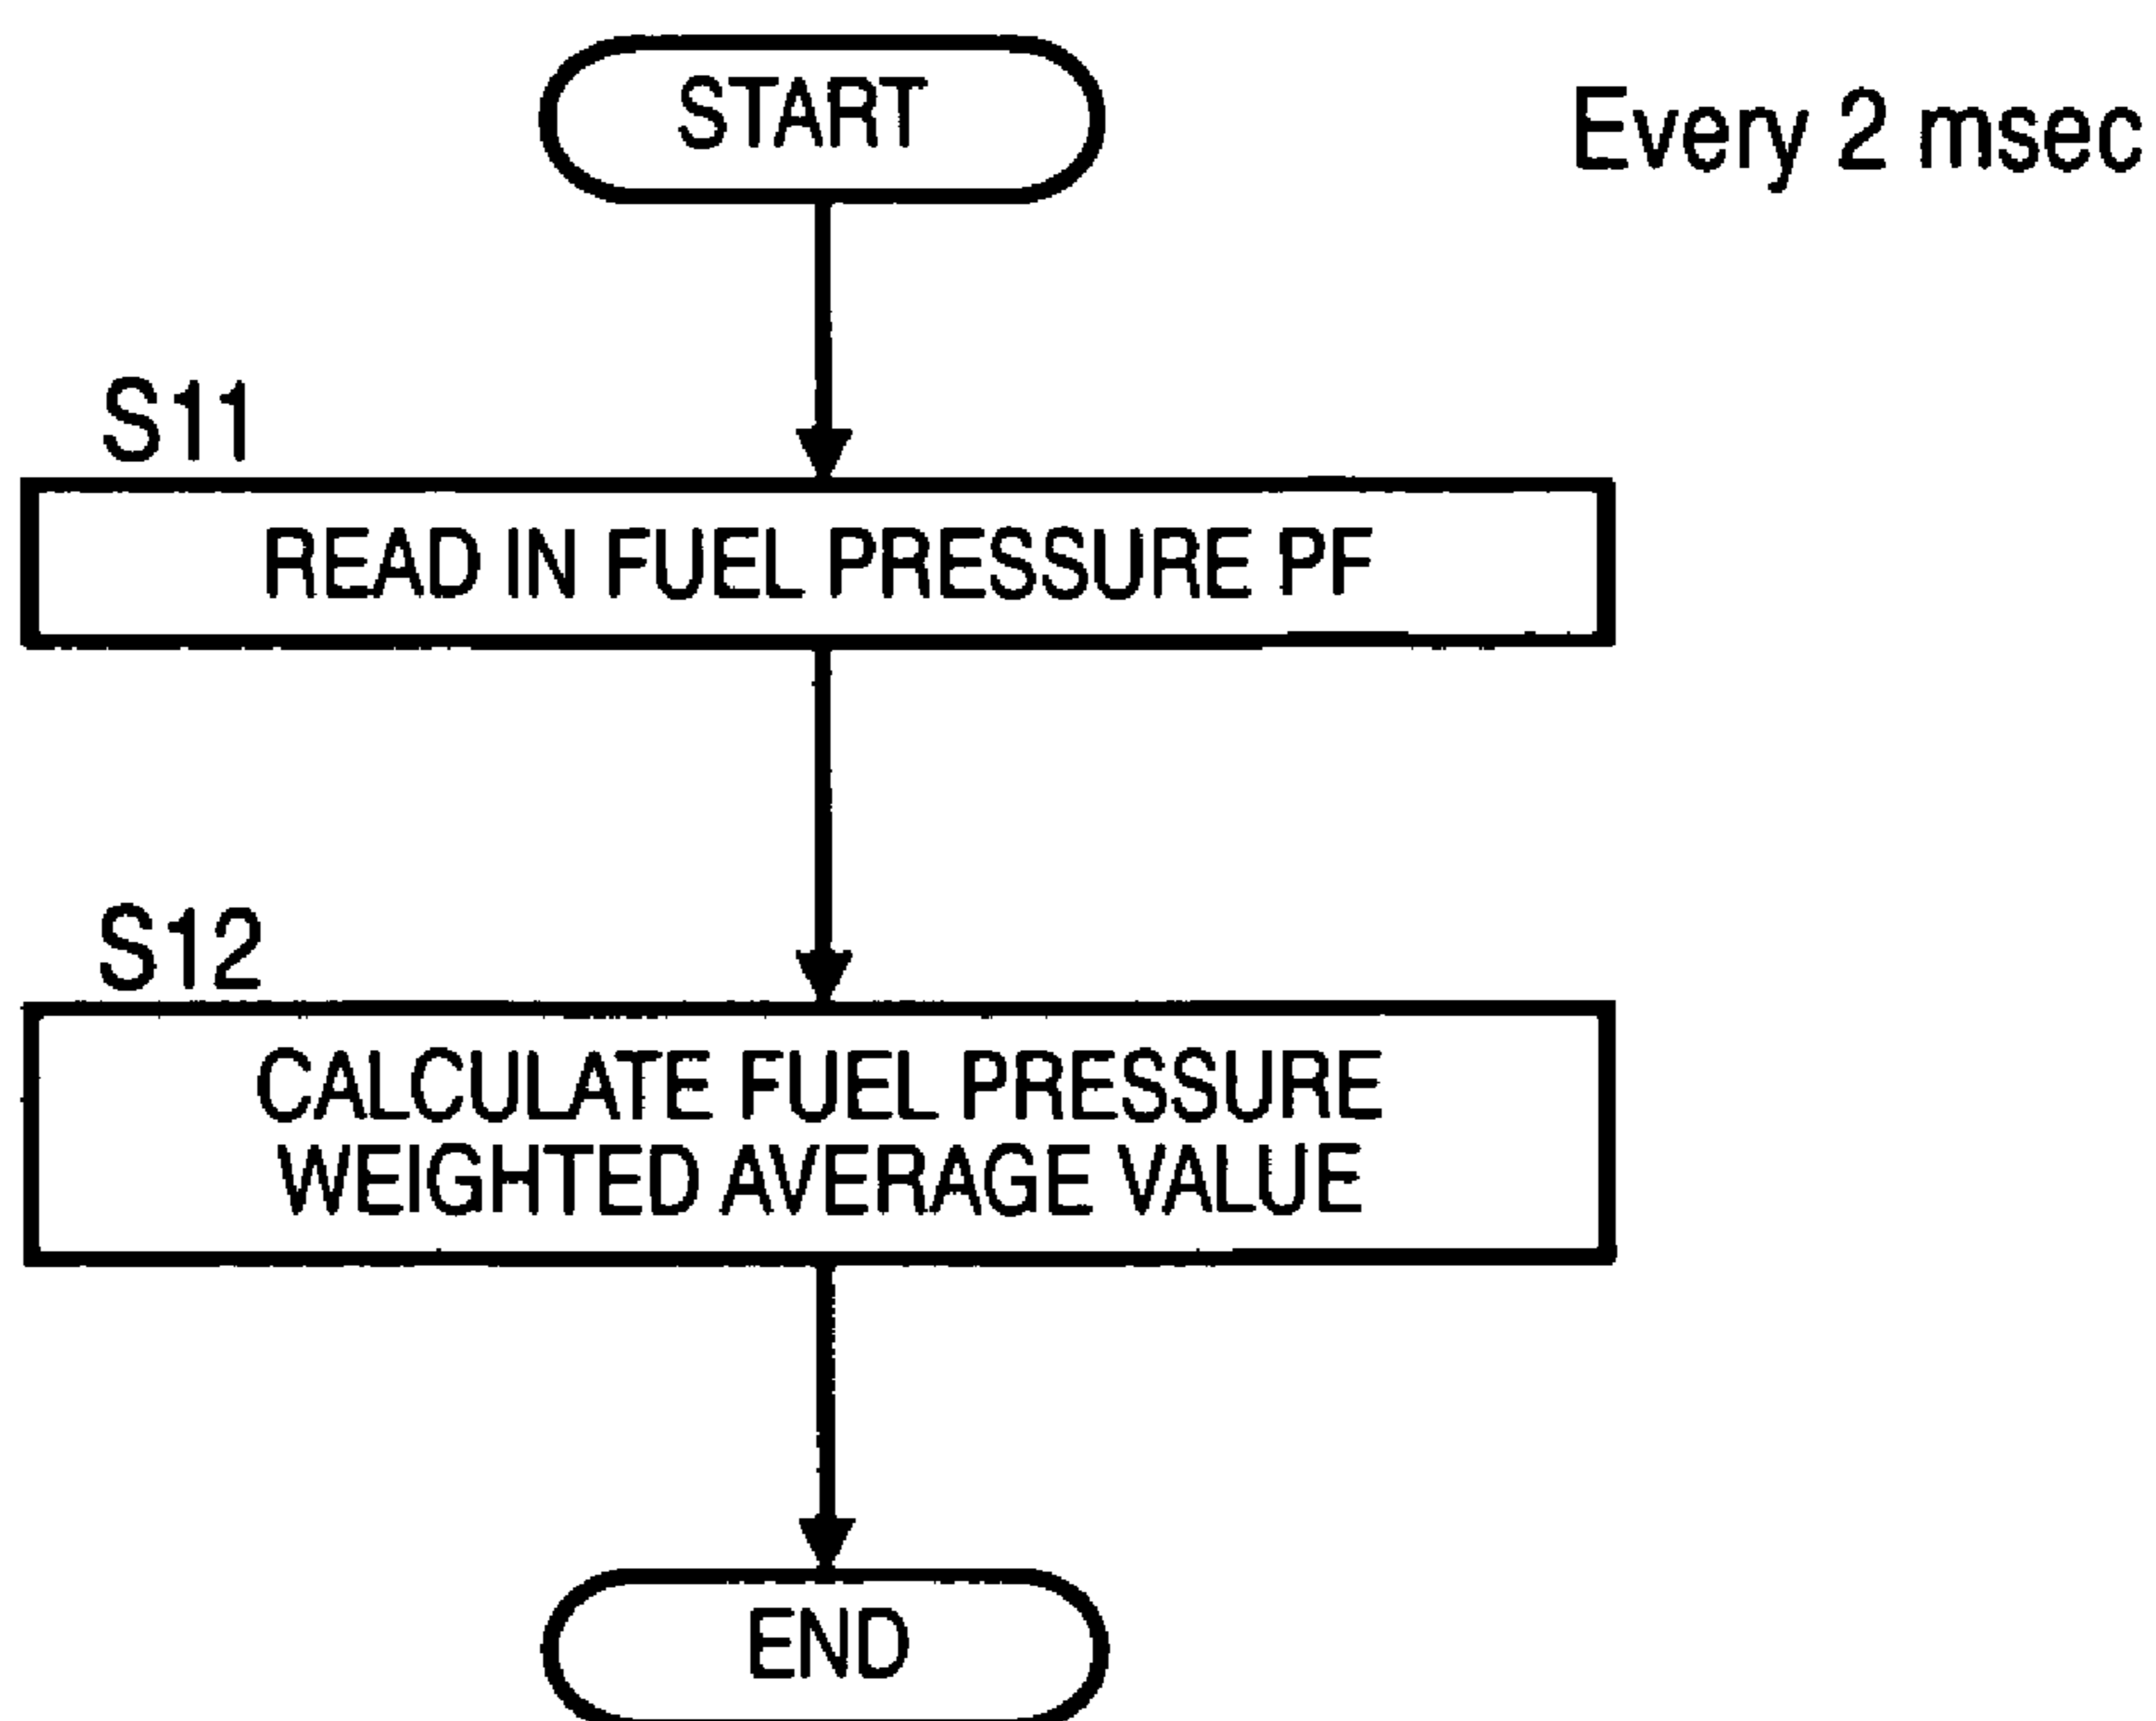 START
Every 2 msec
S11
READ IN FUEL PRESSURE PF
S12
CALCULATE FUEL PRESSURE
WEIGHTED AVERAGE VALUE
END